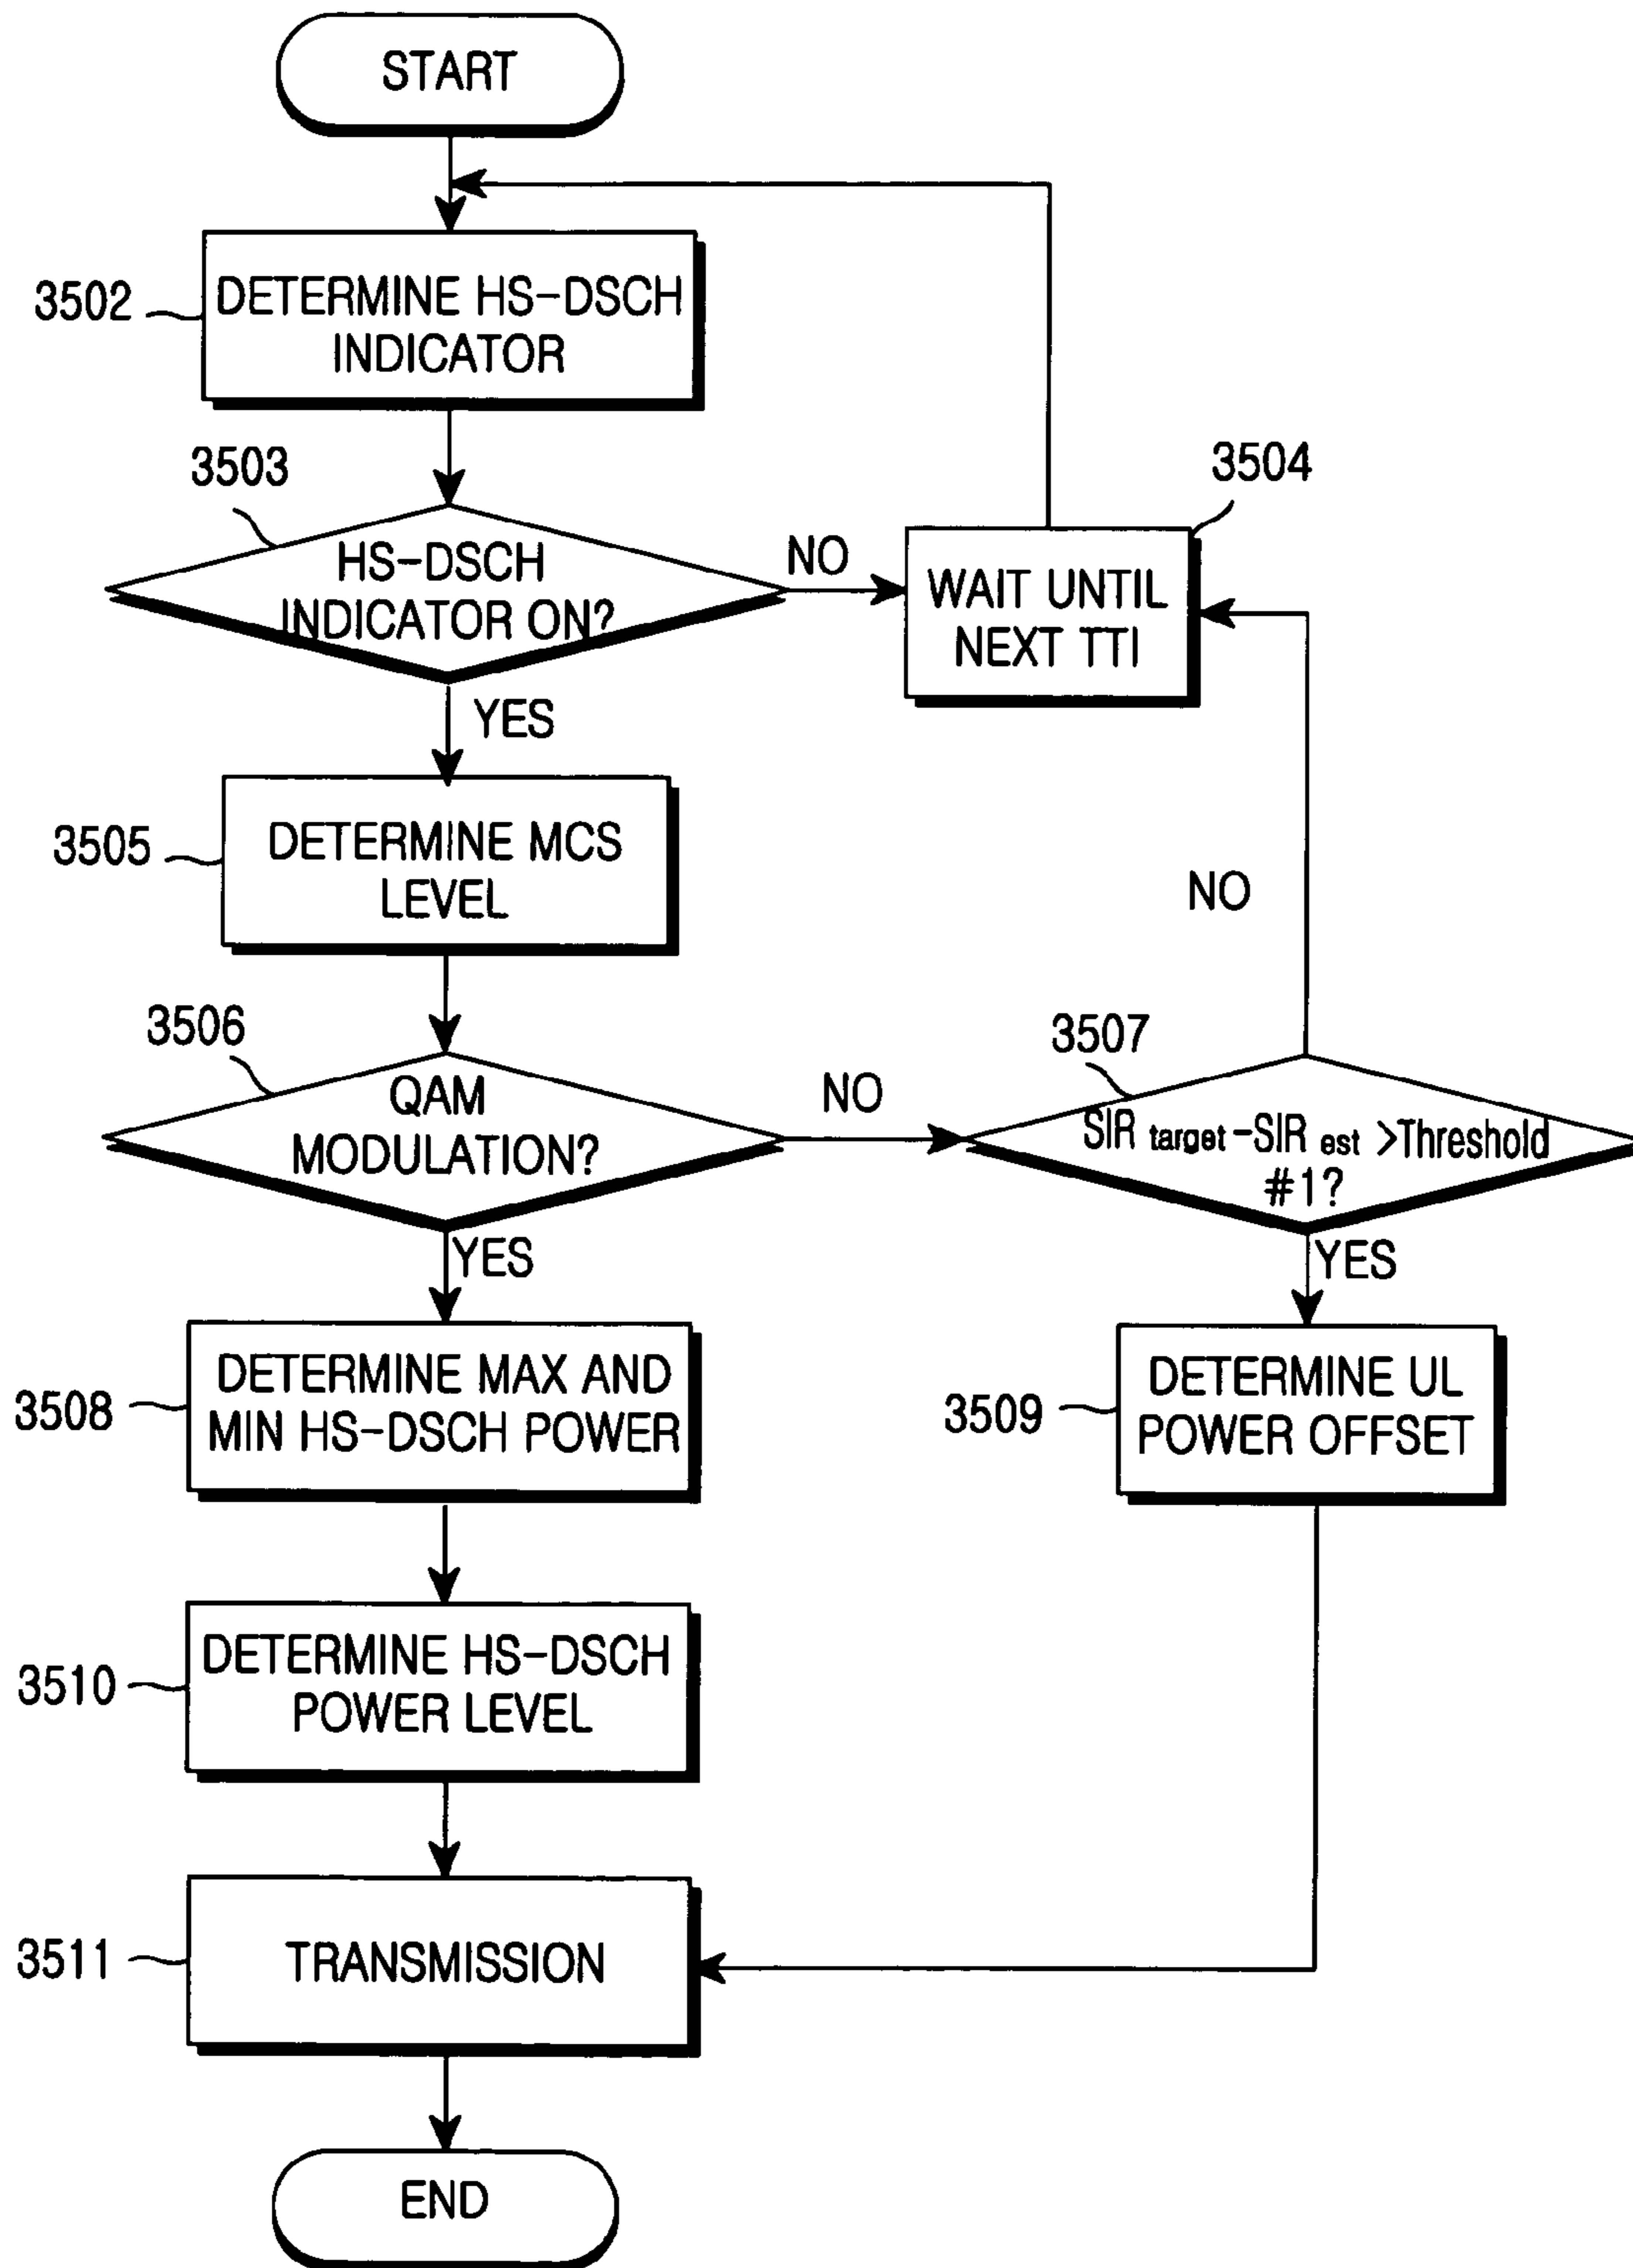 START
3502
DETERMINE HS-DSCH
INDICATOR
3503
HS-DSCH
INDICATOR ON?
NO
3504
WAIT UNTIL
NEXT TTI
YES
3505
DETERMINE MCS
LEVEL
NO
3506
QAM
MODULATION?
NO
3507
SIR target-SIR est >Threshold
#1?
YES
YES
3508
DETERMINE MAX AND
MIN HS-DSCH POWER
3509
DETERMINE UL
POWER OFFSET
3510
DETERMINE HS-DSCH
POWER LEVEL
3511
TRANSMISSION
END